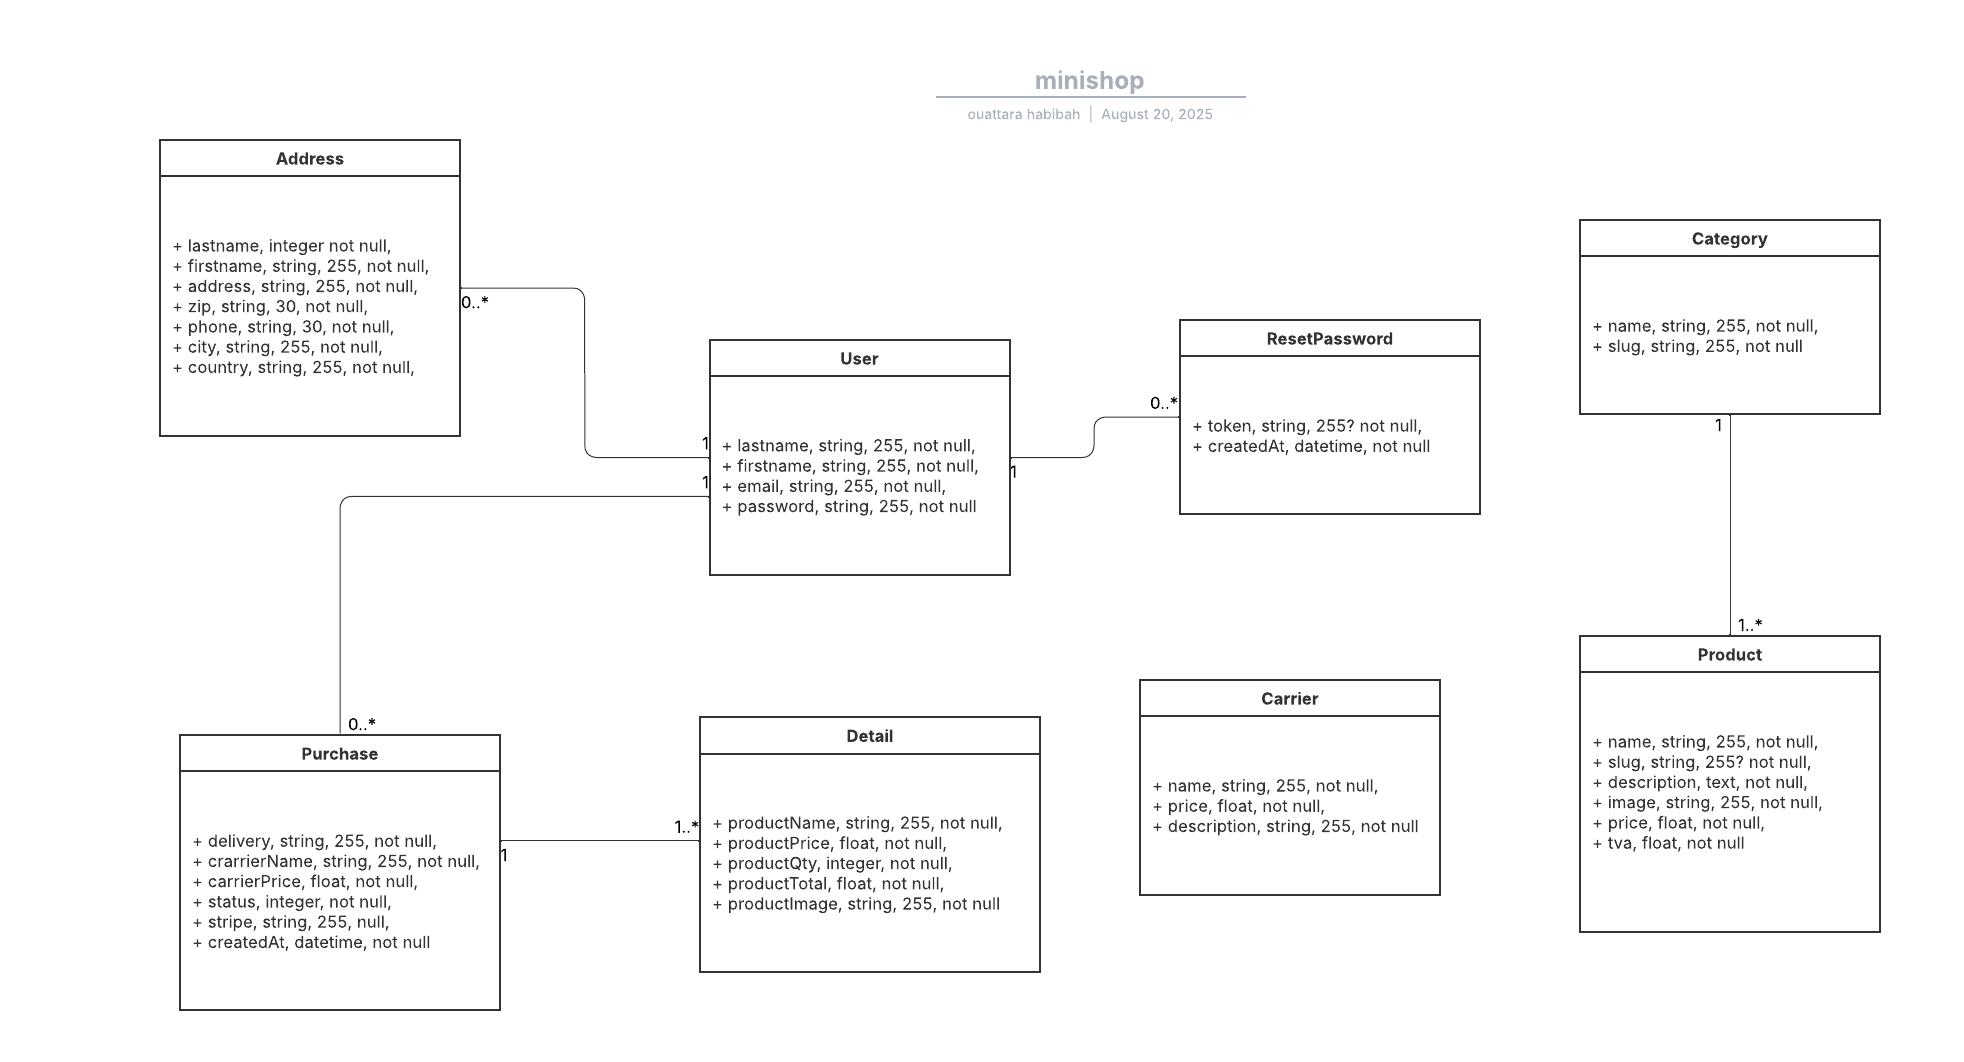 minishop
ouattara habibah | August 20, 2025
Address
+ lastname, integer not null,
+ firstname, string, 255, not null,
+ address, string, 255, not null,
+ zip, string, 30, not null,
+ phone, string, 30, not null,
+ city, string, 255, not null,
+ country, string, 255, not null,
0..*
1
1
User
+ lastname, string, 255, not null,
+ firstname, string, 255, not null,
+ email, string, 255, not null,
+ password, string, 255, not null
1
0..*
ResetPassword
+ token, string, 255? not null,
+ createdAt, datetime, not null
Category
+ name, string, 255, not null,
+ slug, string, 255, not null
1
1..*
Product
+ name, string, 255, not null,
+ slug, string, 255? not null,
+ description, text, not null,
+ image, string, 255, not null,
+ price, float, not null,
+ tva, float, not null
0..*
Purchase
+ delivery, string, 255, not null,
+ crarrierName, string, 255, not null,
+ carrierPrice, float, not null,
+ status, integer, not null,
+ stripe, string, 255, null,
+ createdAt, datetime, not null
1
1..*
Detail
+ productName, string, 255, not null,
+ productPrice, float, not null,
+ productQty, integer, not null,
+ productTotal, float, not null,
+ productImage, string, 255, not null
Carrier
+ name, string, 255, not null,
+ price, float, not null,
+ description, string, 255, not null